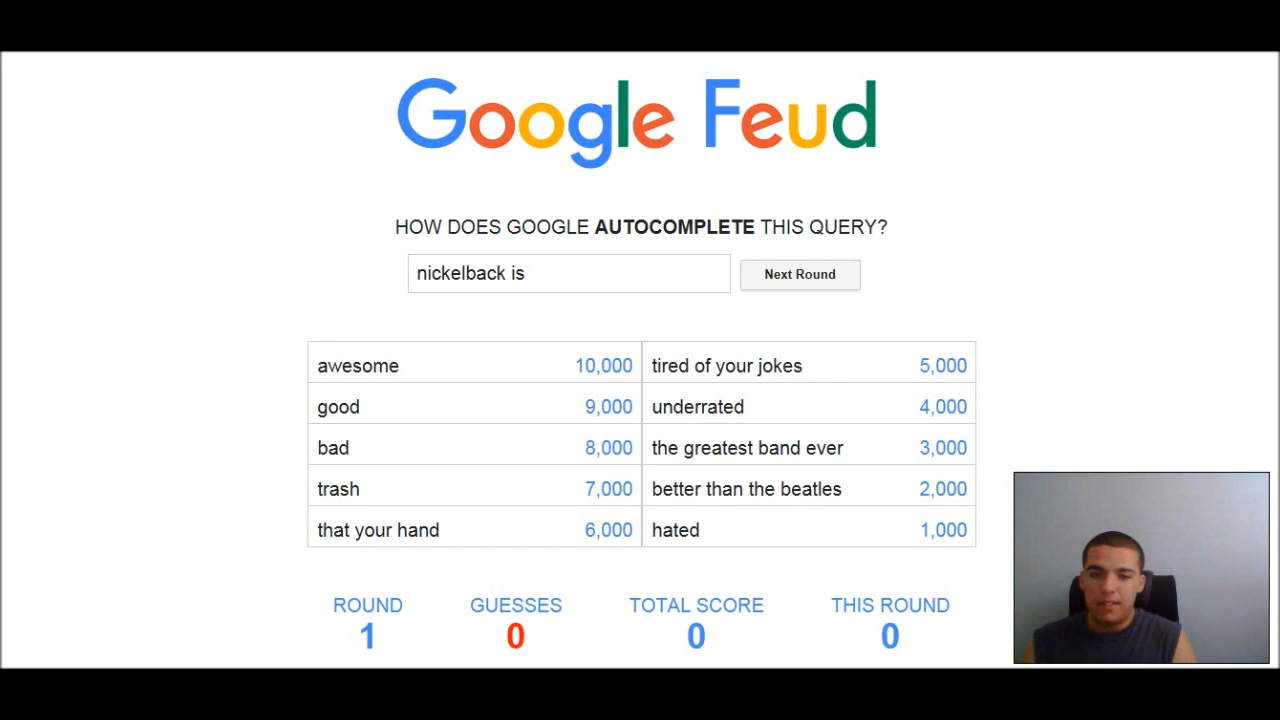 Google Feud
HOW DOES GOOGLE AUTOCOMPLETE THIS QUERY?
nickelback is
Next Round
awesome 10,000 tired of your jokes 5,000
good 9,000 underrated 4,000
bad 8,000 the greatest band ever 3,000
trash 7,000 better than the beatles 2,000
that your hand 6,000 hated 1,000
ROUND GUESSES TOTAL SCORE THIS ROUND
1 0 0 0